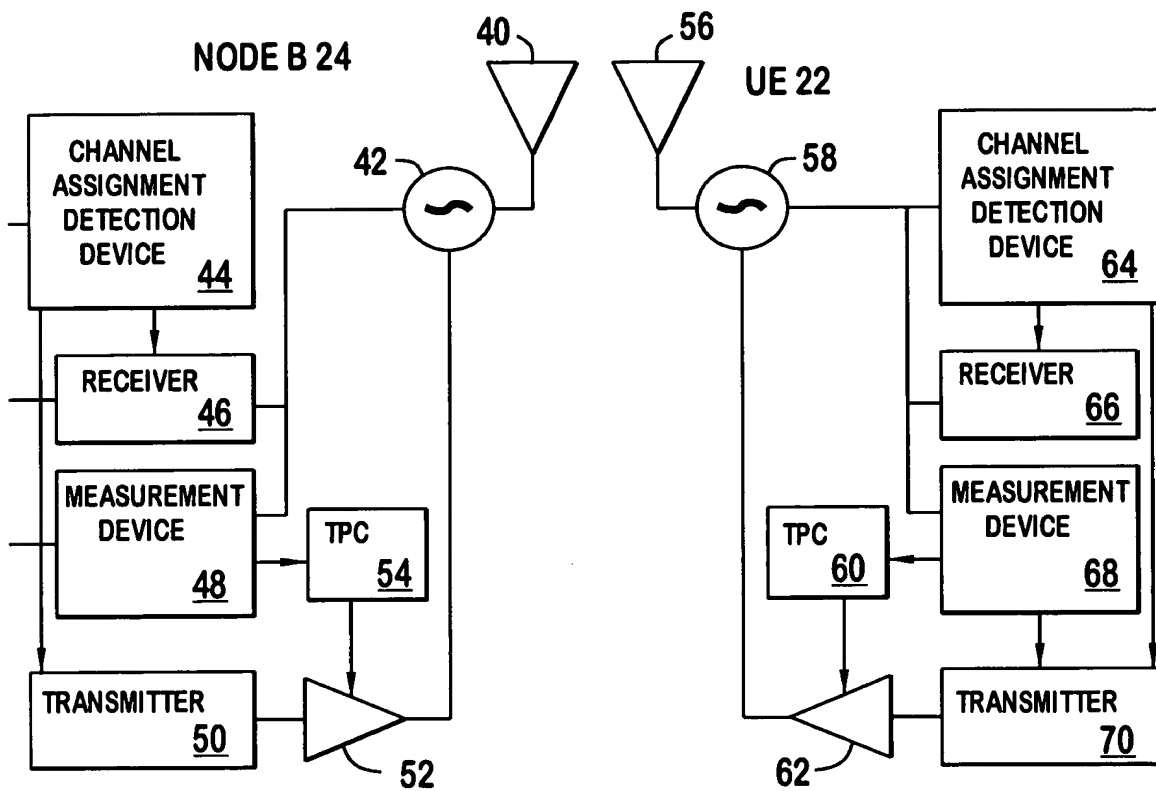 NODE B 24
40
56
UE 22
CHANNEL
ASSIGNMENT
DETECTION
DEVICE
44
42
58
CHANNEL
ASSIGNMENT
DETECTION
DEVICE
64
RECEIVER
46
RECEIVER
66
MEASUREMENT
DEVICE
48
TPC
54
TPC
60
MEASUREMENT
DEVICE
68
TRANSMITTER
50
52
62
TRANSMITTER
70